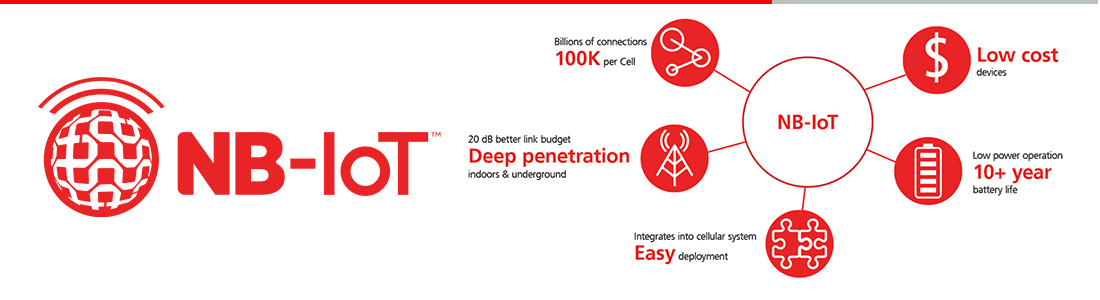 NB-IoT™
Billions of connections
100K per Cell
20 dB better link budget
Deep penetration
indoors & underground
Integrates into cellular system
Easy deployment
NB-IoT
$
Low cost
devices
Low power operation
10+ year
battery life